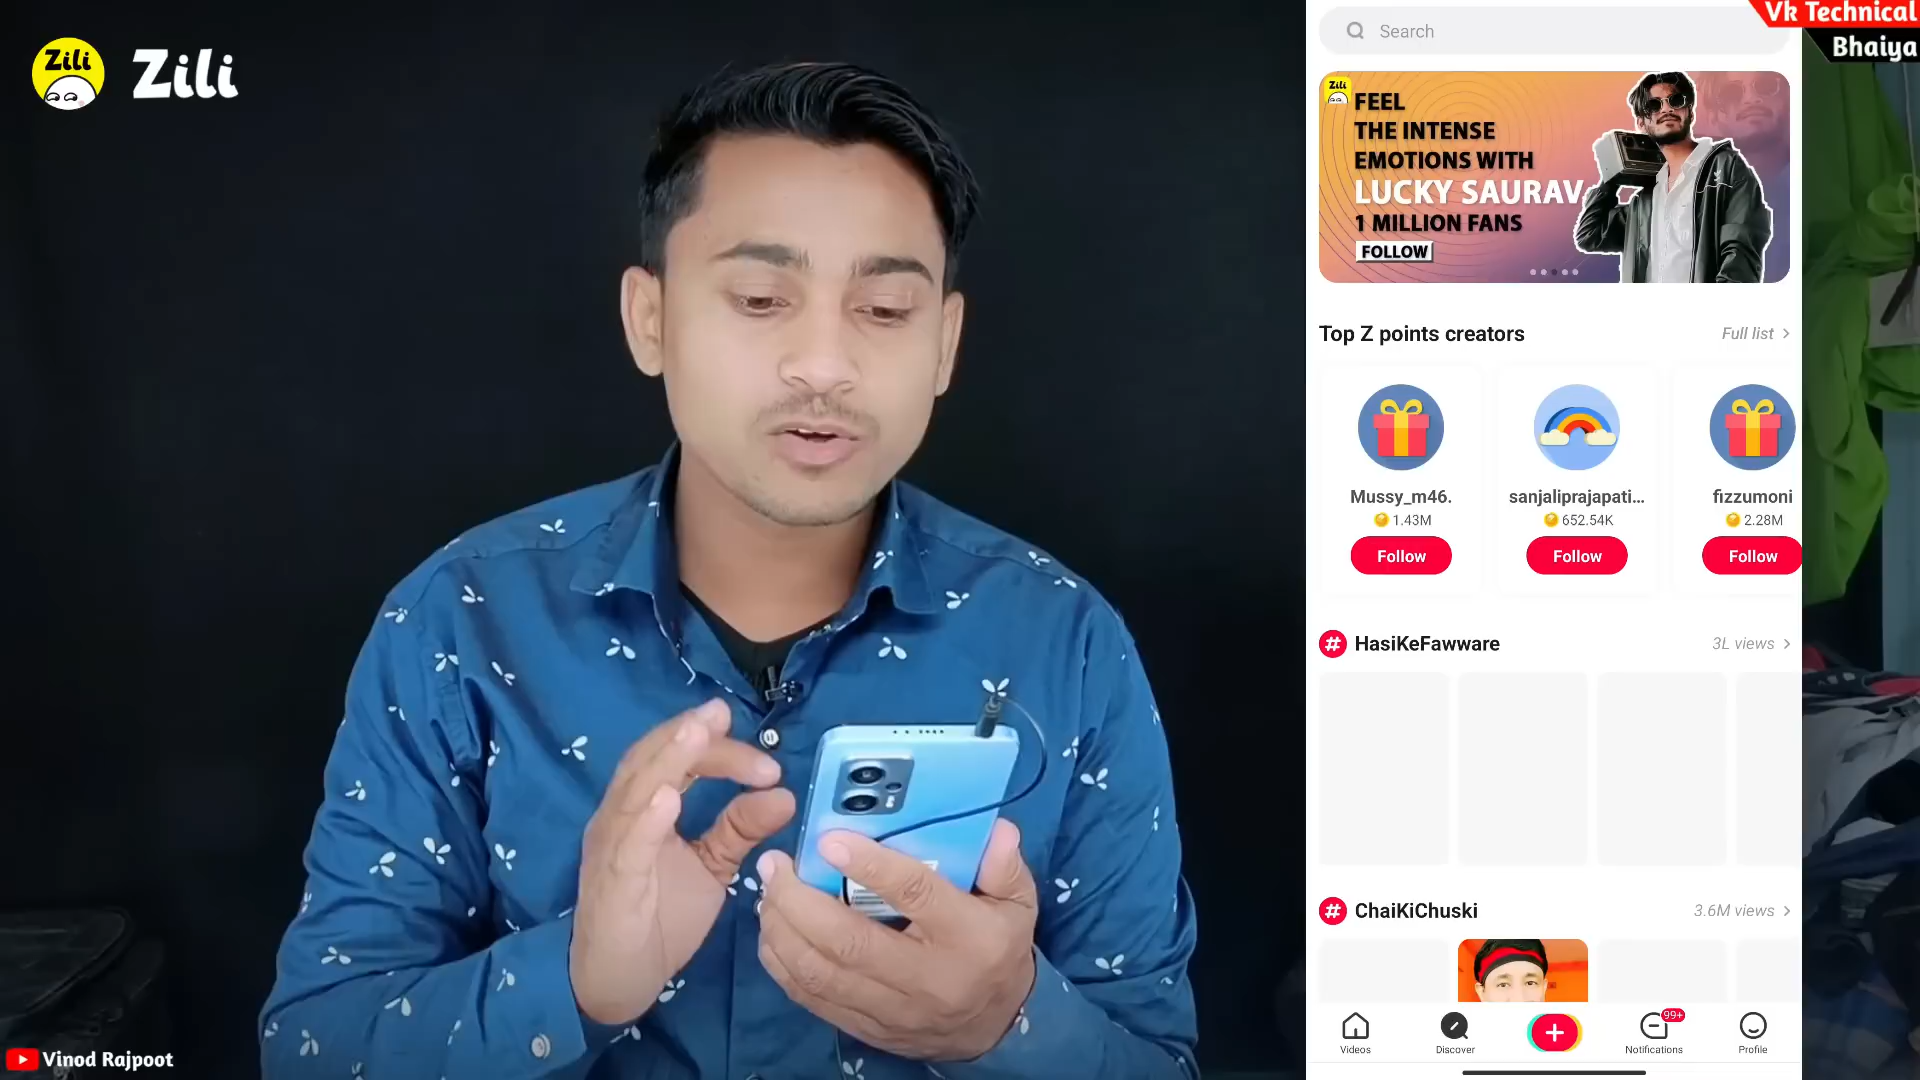 Zili
Zili
Vk Technical
Bhaiya
Search
Zili
FEEL
THE INTENSE
EMOTIONS WITH
LUCKY SAURAV
1 MILLION FANS
FOLLOW
Top Z points creators
Full list >
Mussy_m46.
sanjaliprajapati...
fizzumoni
1.43M
652.54K
2.28M
Follow
Follow
Follow
# HasiKeFawware
3L views >
# ChaiKiChuski
3.6M views >
99+
Videos
Discover
Notifications
Profile
Vinod Rajpoot